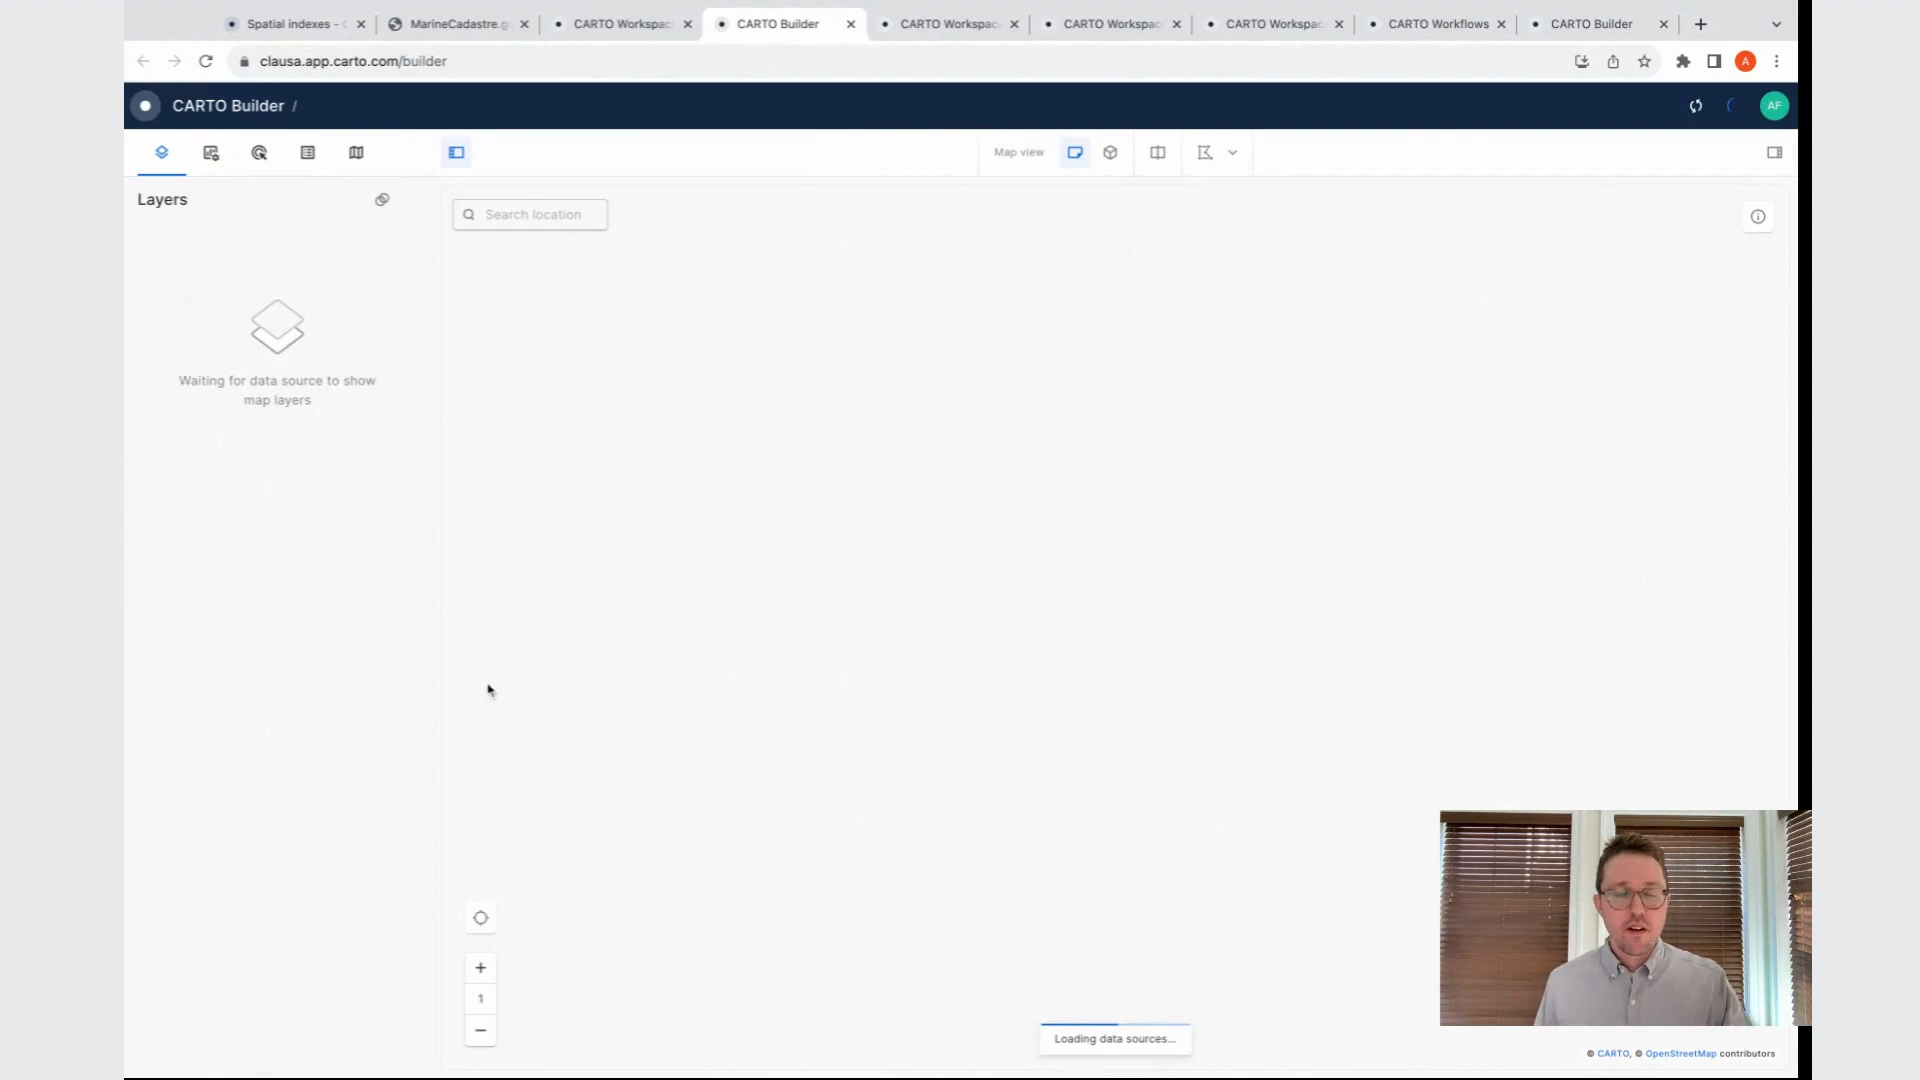 Spatial indexes -
MarineCadastre.g
CARTO Workspac
CARTO Builder
CARTO Workspac
CARTO Workspac
CARTO Workspac
CARTO Workflows
CARTO Builder
clausa.app.carto.com/builder
A
CARTO Builder /
AF
Map view
Layers
Search location
Waiting for data source to show
map layers
1
Loading data sources...
© CARTO, © OpenStreetMap contributors